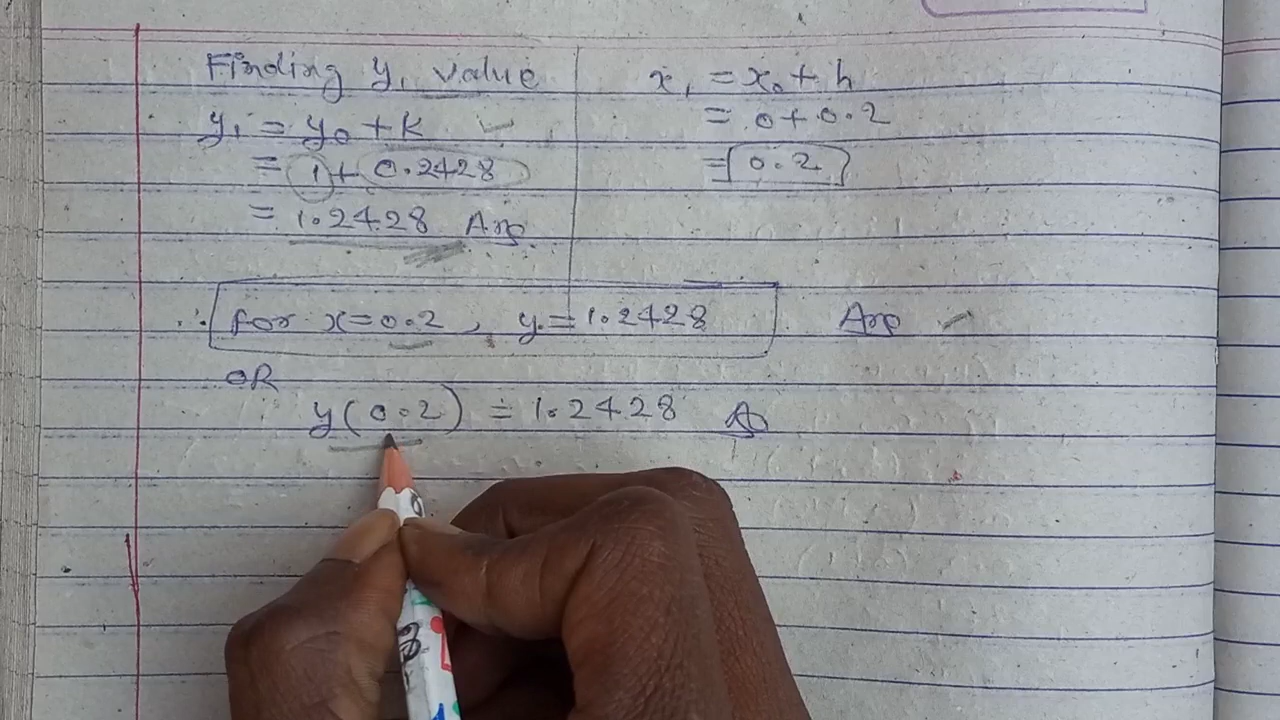 Finding y₁ value
y₁ = y₀ + k
= 1 + 0.2428
= 1.2428 Ans
x₁ = x₀ + h
= 0 + 0.2
= 0.2
∴ for x = 0.2 , y = 1.2428 Ans
OR
y(0.2) = 1.2428